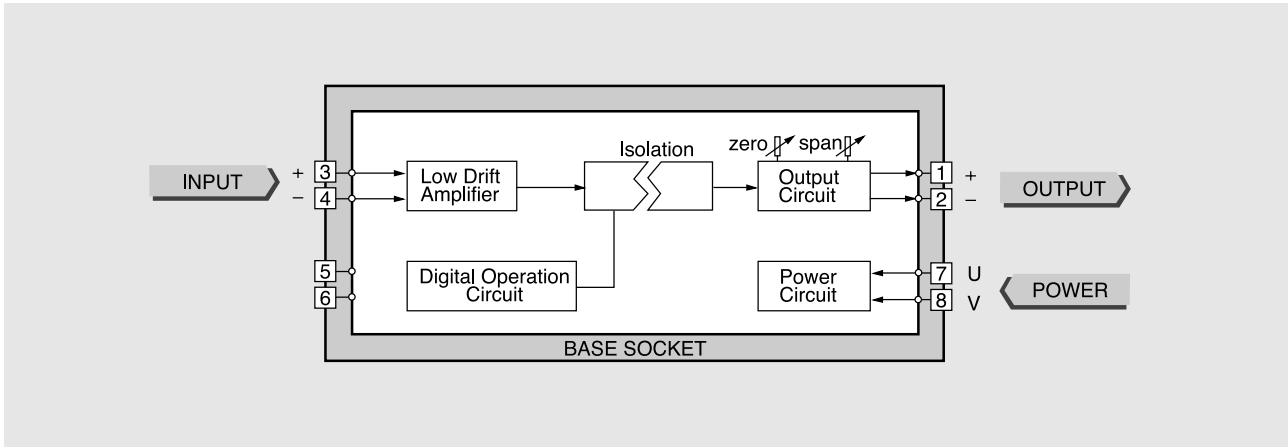 Isolation
zero span
INPUT
+ 3
− 4
Low Drift
Amplifier
Output
Circuit
1 +
2 −
OUTPUT
5
6
Digital Operation
Circuit
Power
Circuit
7 U
8 V
POWER
BASE SOCKET